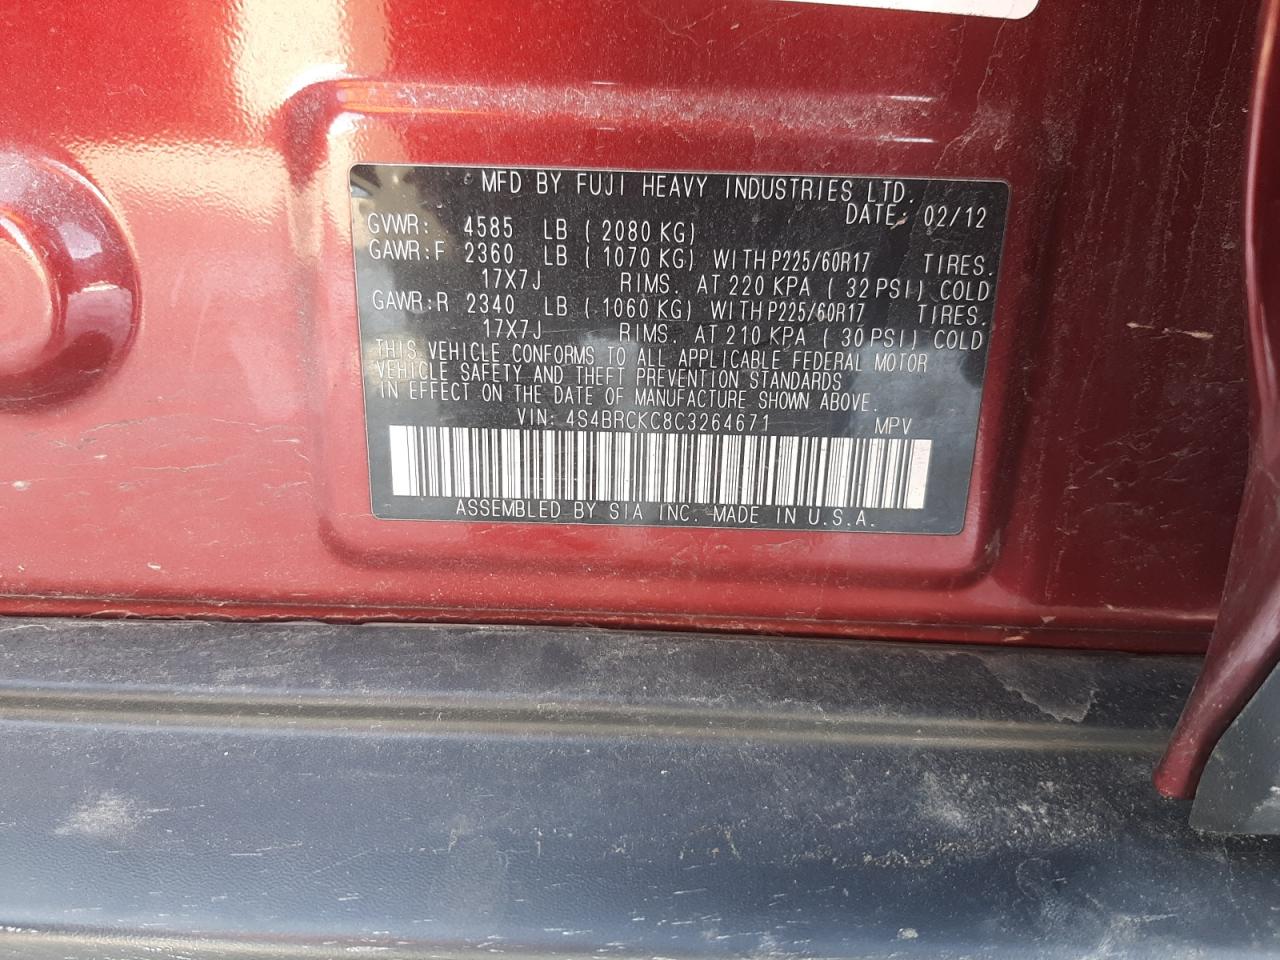 MFD BY FUJI HEAVY INDUSTRIES LTD.
DATE: 02/12
GVWR: 4585 LB ( 2080 KG)
GAWR:F 2360 LB ( 1070 KG) WITH P225/60R17 TIRES.
17X7J RIMS. AT 220 KPA ( 32 PSI) COLD
GAWR:R 2340 LB ( 1060 KG) WITH P225/60R17 TIRES.
17X7J RIMS. AT 210 KPA ( 30 PSI) COLD
THIS VEHICLE CONFORMS TO ALL APPLICABLE FEDERAL MOTOR
VEHICLE SAFETY AND THEFT PREVENTION STANDARDS
IN EFFECT ON THE DATE OF MANUFACTURE SHOWN ABOVE.
VIN: 4S4BRCKC8C3264671 MPV
ASSEMBLED BY SIA INC. MADE IN U.S.A.